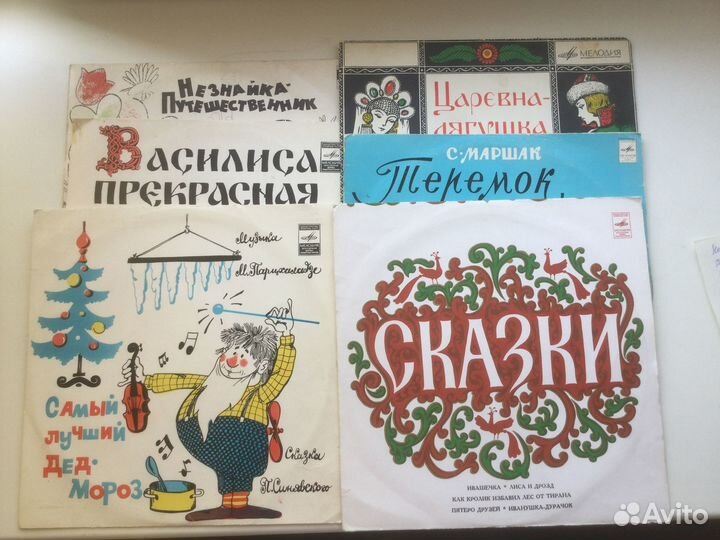 НЕЗНАЙКА-
ПУТЕШЕСТВЕННИК
МЕЛОДИЯ
ЦАРЕВНА-
ЛЯГУШКА
ВАСИЛИСА
ПРЕКРАСНАЯ
С. МАРШАК
Теремок
Музыка
М. Парцхаладзе
САМЫЙ
ЛУЧШИЙ
ДЕД-
МОРОЗ
Сказка
П. Синявского
СКАЗКИ
ИВАШЕЧКА • ЛИСА И ДРОЗД
КАК КРОЛИК ИЗБАВИЛ ЛЕС ОТ ТИРАНА
ПЯТЕРО ДРУЗЕЙ • ИВАНУШКА-ДУРАЧОК
Avito